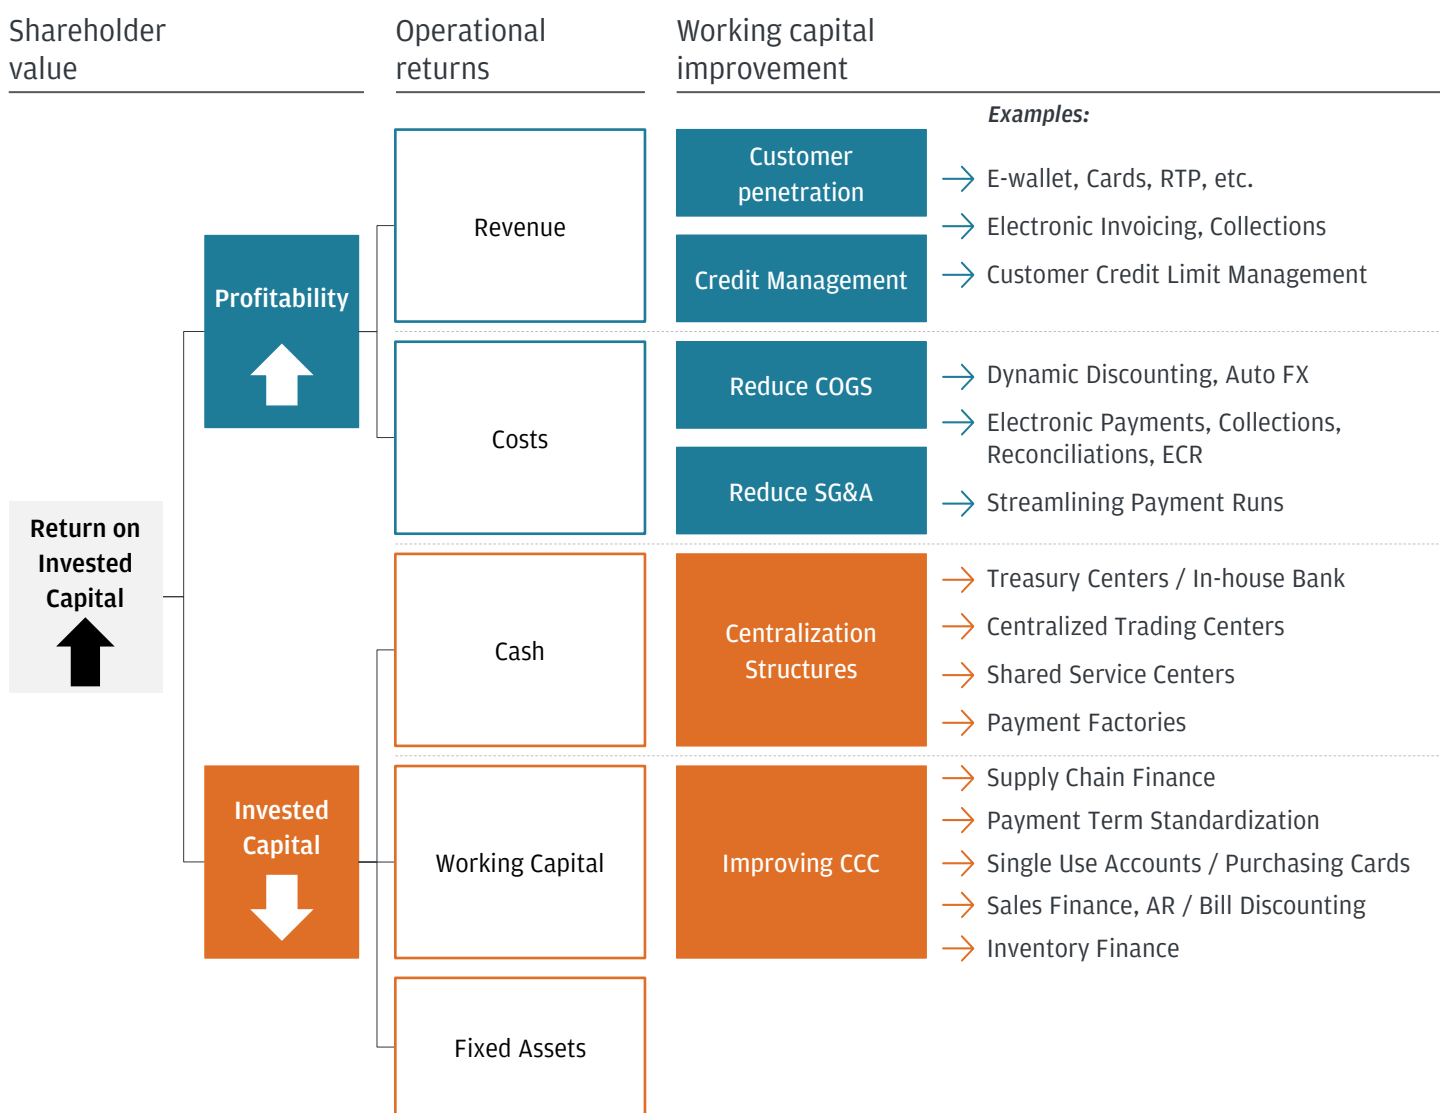 Shareholder
value
Operational
returns
Working capital
improvement
Examples:
Return on
Invested
Capital
Profitability
Revenue
Customer
penetration
Credit Management
E-wallet, Cards, RTP, etc.
Electronic Invoicing, Collections
Customer Credit Limit Management
Costs
Reduce COGS
Reduce SG&A
Dynamic Discounting, Auto FX
Electronic Payments, Collections,
Reconciliations, ECR
Streamlining Payment Runs
Invested
Capital
Cash
Centralization
Structures
Treasury Centers / In-house Bank
Centralized Trading Centers
Shared Service Centers
Payment Factories
Working Capital
Improving CCC
Supply Chain Finance
Payment Term Standardization
Single Use Accounts / Purchasing Cards
Sales Finance, AR / Bill Discounting
Inventory Finance
Fixed Assets